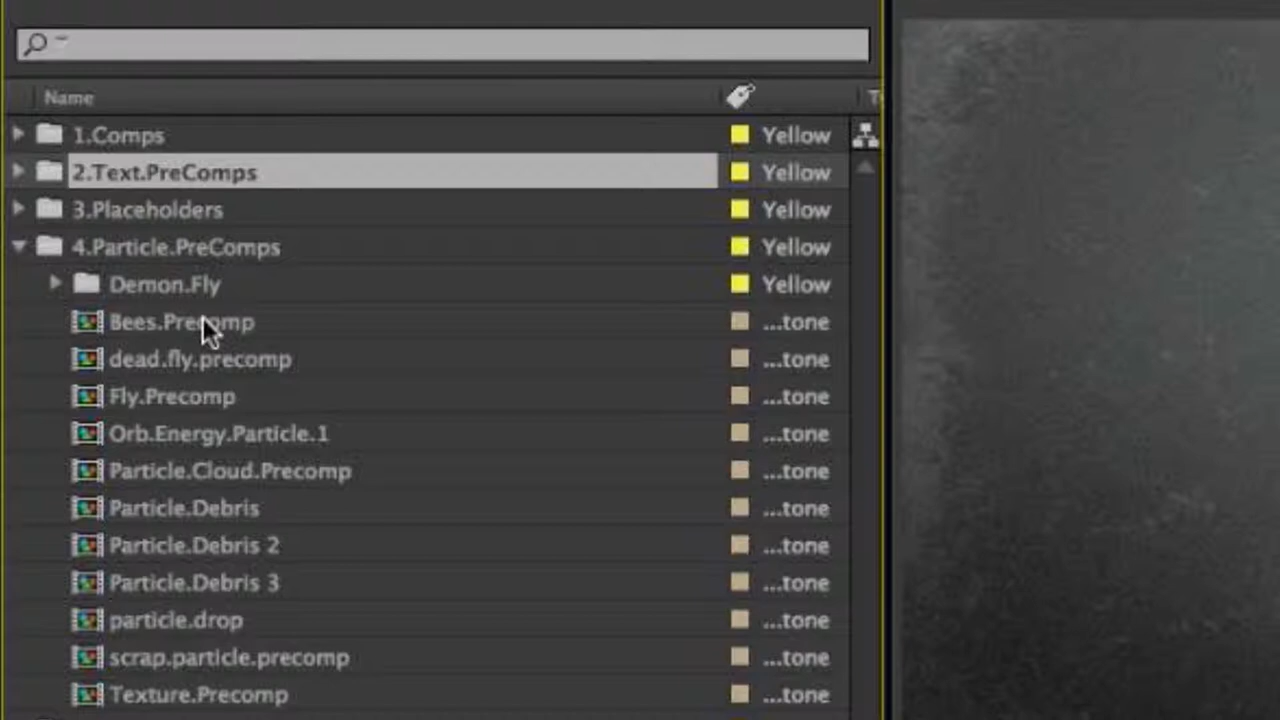 Name
1.Comps Yellow
2.Text.PreComps Yellow
3.Placeholders Yellow
4.Particle.PreComps Yellow
Demon.Fly Yellow
Bees.Precomp ...tone
dead.fly.precomp ...tone
Fly.Precomp ...tone
Orb.Energy.Particle.1 ...tone
Particle.Cloud.Precomp ...tone
Particle.Debris ...tone
Particle.Debris 2 ...tone
Particle.Debris 3 ...tone
particle.drop ...tone
scrap.particle.precomp ...tone
Texture.Precomp ...tone